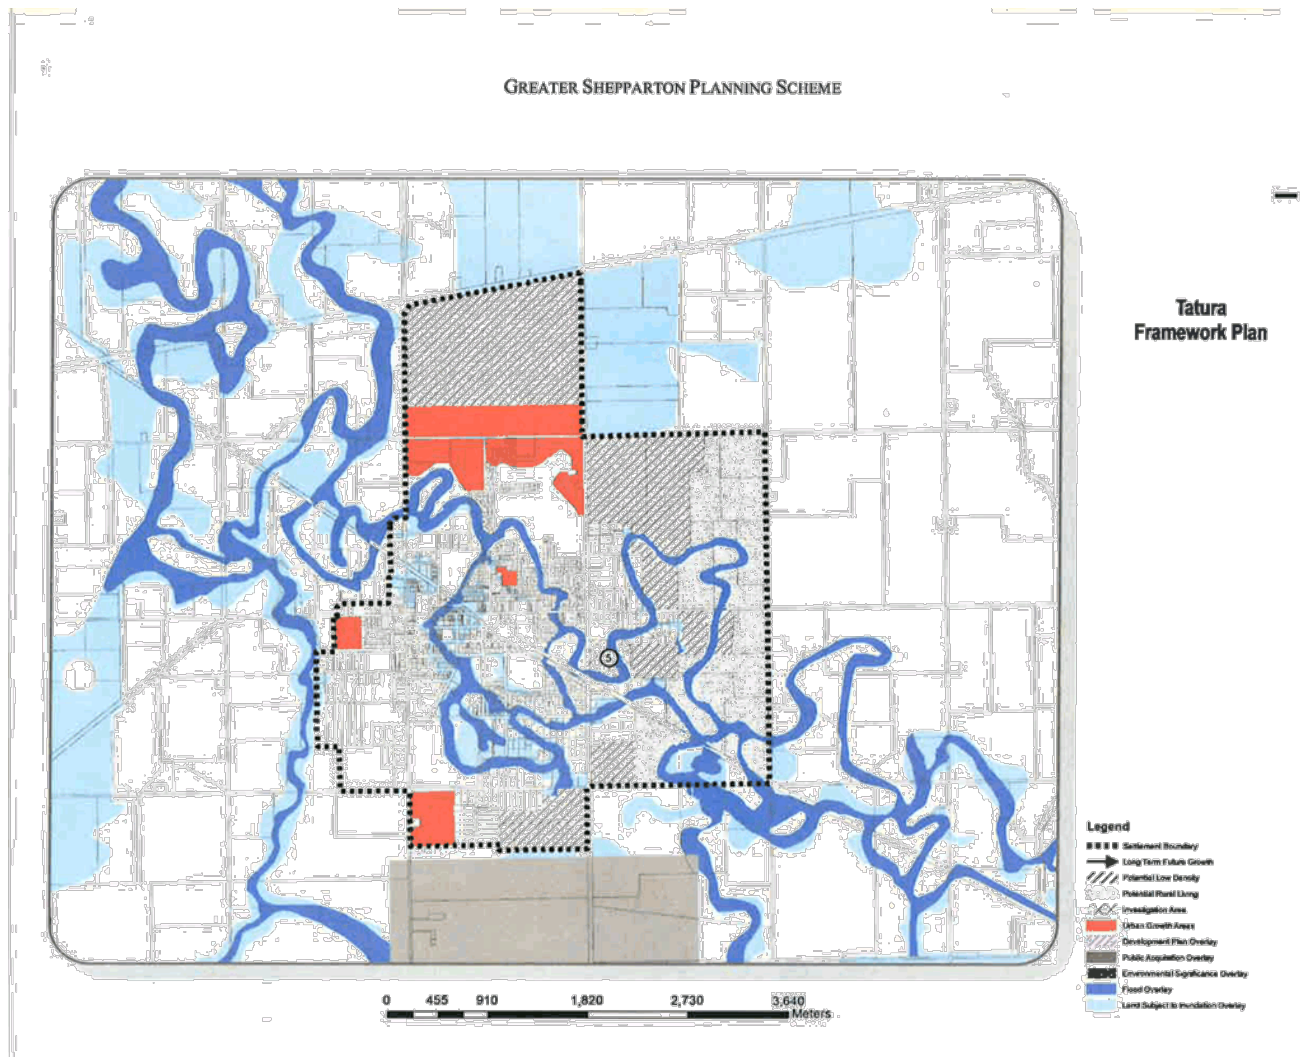 GREATER SHEPPARTON PLANNING SCHEME
Tatura
Framework Plan
5
Legend
Settlement Boundary
Long Term Future Growth
Potential Low Density
Potential Rural Living
Investigation Area
Urban Growth Areas
Development Plan Overlay
Public Acquisition Overlay
Environmental Significance Overlay
Flood Overlay
Land Subject to Inundation Overlay
0 455 910 1,820 2,730 3,640
Meters